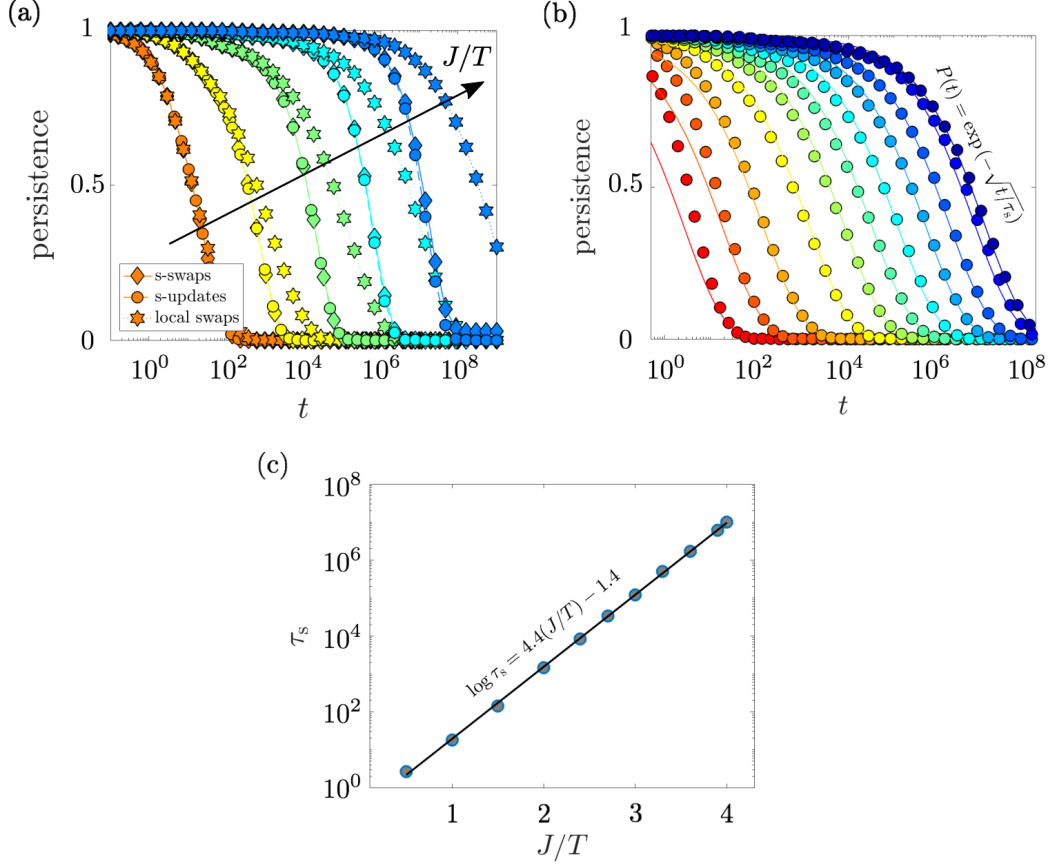 (a)
1
0.5
0
persistence
J/T
s-swaps
s-updates
local swaps
10^0
10^2
10^4
10^6
10^8
t
(b)
1
0.5
0
persistence
P(t) = exp(-√t/τ_s)
10^0
10^2
10^4
10^6
10^8
t
(c)
10^8
10^6
10^4
10^2
10^0
τ_s
log τ_s = 4.4(J/T) − 1.4
1
2
3
4
J/T